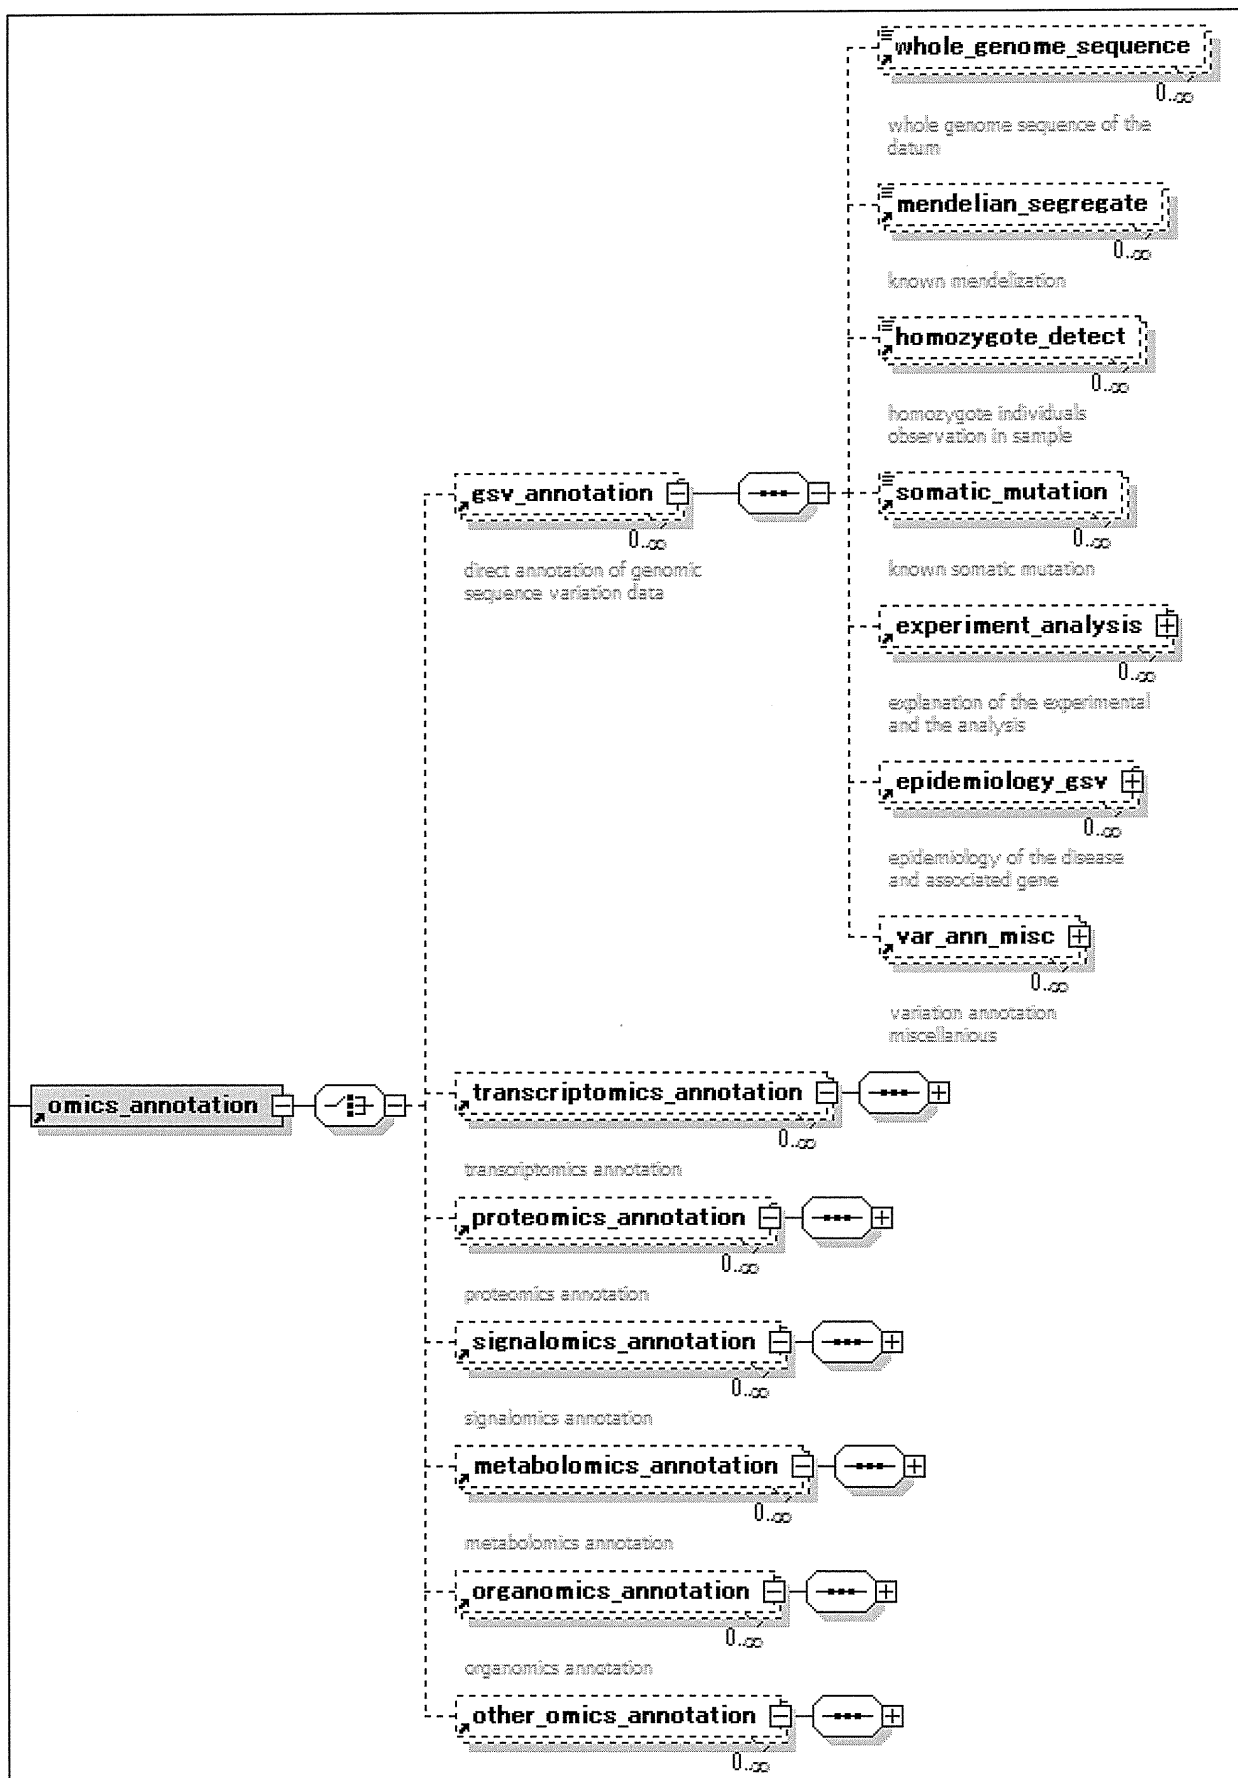 whole_genome_sequence
0..∞
whole genome sequence of the
datum
mendelian_segregate
0..∞
known mendelization
homozygote_detect
0..∞
homozygote individuals
observation in sample
gsv_annotation
0..∞
direct annotation of genomic
sequence variation data
somatic_mutation
0..∞
known somatic mutation
experiment_analysis
0..∞
explanation of the experimental
and the analysis
epidemiology_gsv
0..∞
epidemiology of the disease
and associated gene
var_ann_misc
0..∞
variation annotation
miscellanious
omics_annotation
transcriptomics_annotation
0..∞
transcriptomics annotation
proteomics_annotation
0..∞
proteomics annotation
signalomics_annotation
0..∞
signalomics annotation
metabolomics_annotation
0..∞
metabolomics annotation
organomics_annotation
0..∞
organomics annotation
other_omics_annotation
0..∞